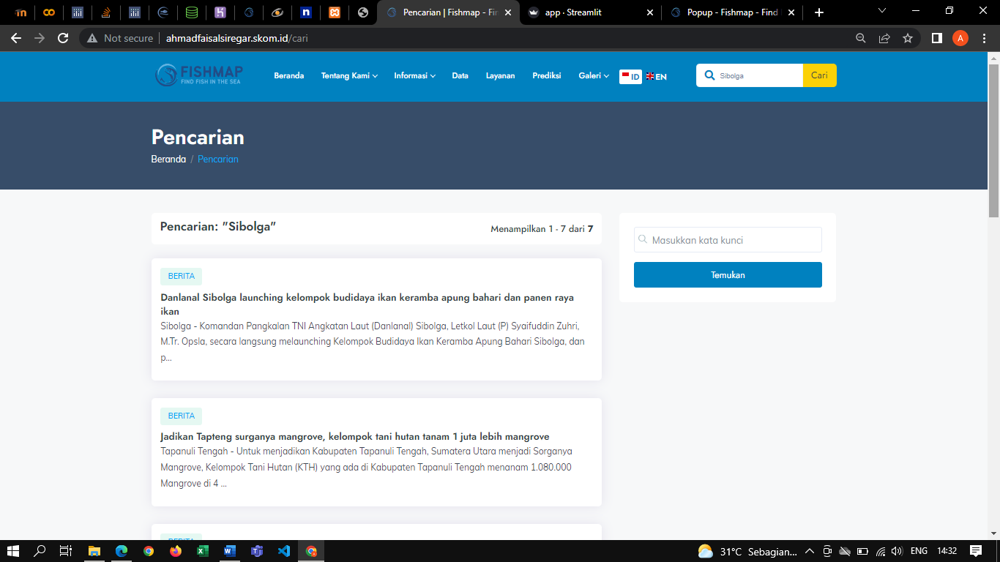 Pencarian | Fishmap - Fin
app · Streamlit
Popup - Fishmap - Find
Not secure
ahmadfaisalsiregar.skom.id/cari
A
FISHMAP
FIND FISH IN THE SEA
Beranda
Tentang Kami
Informasi
Data
Layanan
Prediksi
Galeri
ID
EN
Sibolga
Cari
Pencarian
Beranda / Pencarian
Pencarian: "Sibolga"
Menampilkan 1 - 7 dari 7
BERITA
Danlanal Sibolga launching kelompok budidaya ikan keramba apung bahari dan panen raya
ikan
Sibolga - Komandan Pangkalan TNI Angkatan Laut (Danlanal) Sibolga, Letkol Laut (P) Syaifuddin Zuhri,
M.Tr. Opsla, secara langsung melaunching Kelompok Budidaya Ikan Keramba Apung Bahari Sibolga, dan
p...
BERITA
Jadikan Tapteng surganya mangrove, kelompok tani hutan tanam 1 juta lebih mangrove
Tapanuli Tengah - Untuk menjadikan Kabupaten Tapanuli Tengah, Sumatera Utara menjadi Sorganya
Mangrove, Kelompok Tani Hutan (KTH) yang ada di Kabupaten Tapanuli Tengah menanam 1.080.000
Mangrove di 4 ...
BERITA
Masukkan kata kunci
Temukan
31°C Sebagian...
ENG
14:32